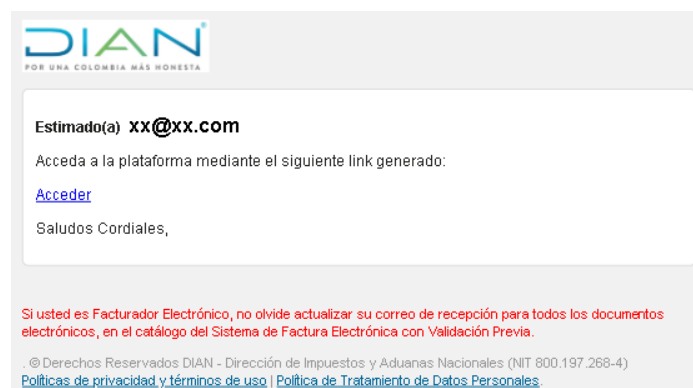 DIAN
POR UNA COLOMBIA MÁS HONESTA
Estimado(a) xx@xx.com
Acceda a la plataforma mediante el siguiente link generado:
Acceder
Saludos Cordiales,
Si usted es Facturador Electrónico, no olvide actualizar su correo de recepción para todos los documentos
electrónicos, en el catálogo del Sistema de Factura Electrónica con Validación Previa.
. © Derechos Reservados DIAN - Dirección de Impuestos y Aduanas Nacionales (NIT 800.197.268-4)
Políticas de privacidad y términos de uso | Política de Tratamiento de Datos Personales.